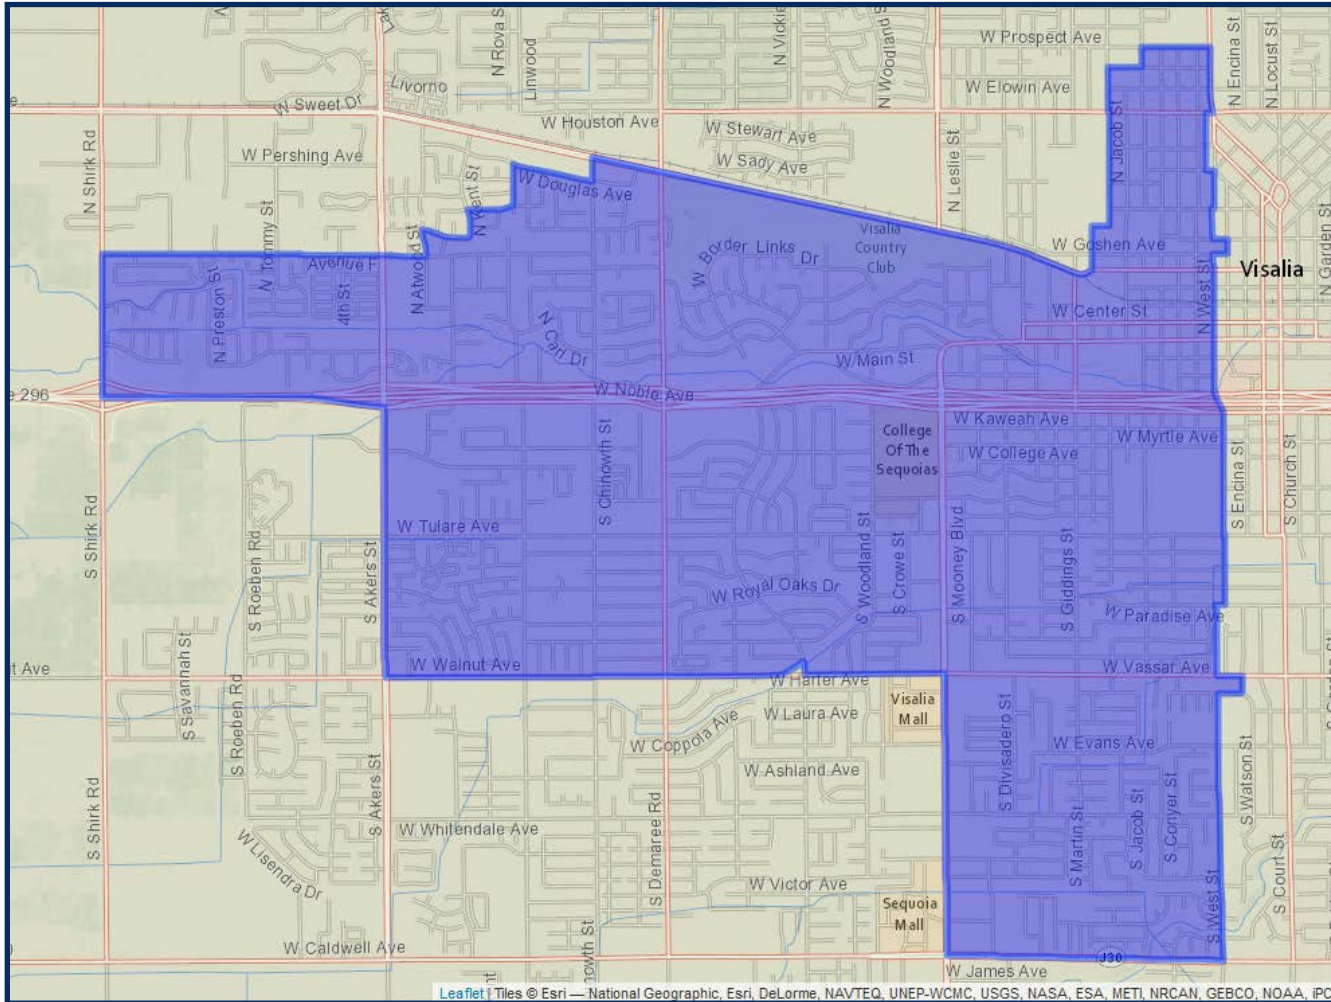 W Prospect Ave
N Encina St
N Locust St
N Rova S
Linwood
N Vickie
N Woodland S
Livorno
W Elowin Ave
W Sweet Dr
W Houston Ave
W Stewart Ave
N Shirk Rd
W Pershing Ave
W Sady Ave
N Leslie St
N Jacob St
N Kent St
W Douglas Ave
N Tommy St
N Atwood St
Visalia
Country
Club
W Goshen Ave
N Garden St
Avenue F
W Border Links Dr
Visalia
N Preston St
4th St
N West St
W Center St
N Carl Dr
W Main St
296
W Noble Ave
W Kaweah Ave
College
Of The
Sequoias
W Myrtle Ave
W College Ave
S Chinowth St
S Encina St
S Church St
W Tulare Ave
S Shirk Rd
S Roeben Rd
S Akers St
S Woodland St
S Crowe St
S Mooney Blvd
S Giddings St
W Royal Oaks Dr
W Paradise Ave
S Savannah St
t Ave
W Walnut Ave
W Vassar Ave
W Harter Ave
S Roeben Rd
Visalia
Mall
W Laura Ave
W Coppola Ave
S Divisadero St
W Evans Ave
S Watson St
W Ashland Ave
S Shirk Rd
S Akers St
S Demaree Rd
W Whitendale Ave
S Martin St
S Jacob St
S Conyer St
W Lisendra Dr
S Court St
W Victor Ave
Sequoia
Mall
S West St
W Caldwell Ave
nowth St
J30
W James Ave
Leaflet | Tiles © Esri — National Geographic, Esri, DeLorme, NAVTEQ, UNEP-WCMC, USGS, NASA, ESA, METI, NRCAN, GEBCO, NOAA, iPC